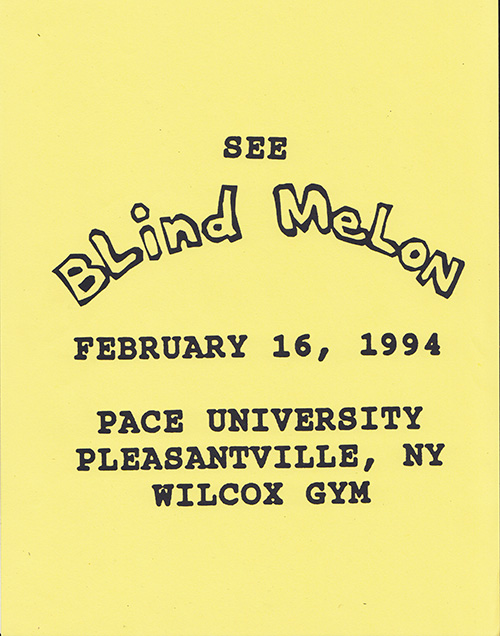 SEE
BLind MeLoN
FEBRUARY 16, 1994
PACE UNIVERSITY
PLEASANTVILLE, NY
WILCOX GYM